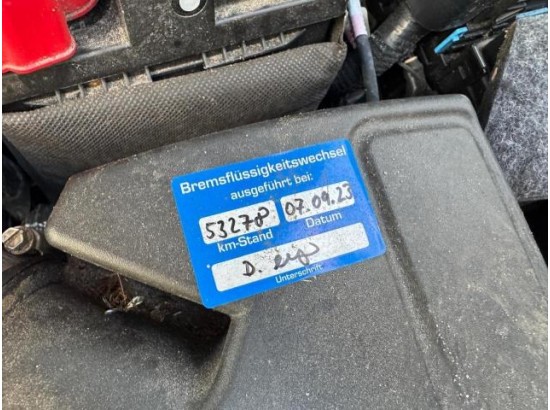 Bremsflüssigkeitswechsel
ausgeführt bei:
53278 07.09.23
km-Stand Datum
D.
Unterschrift